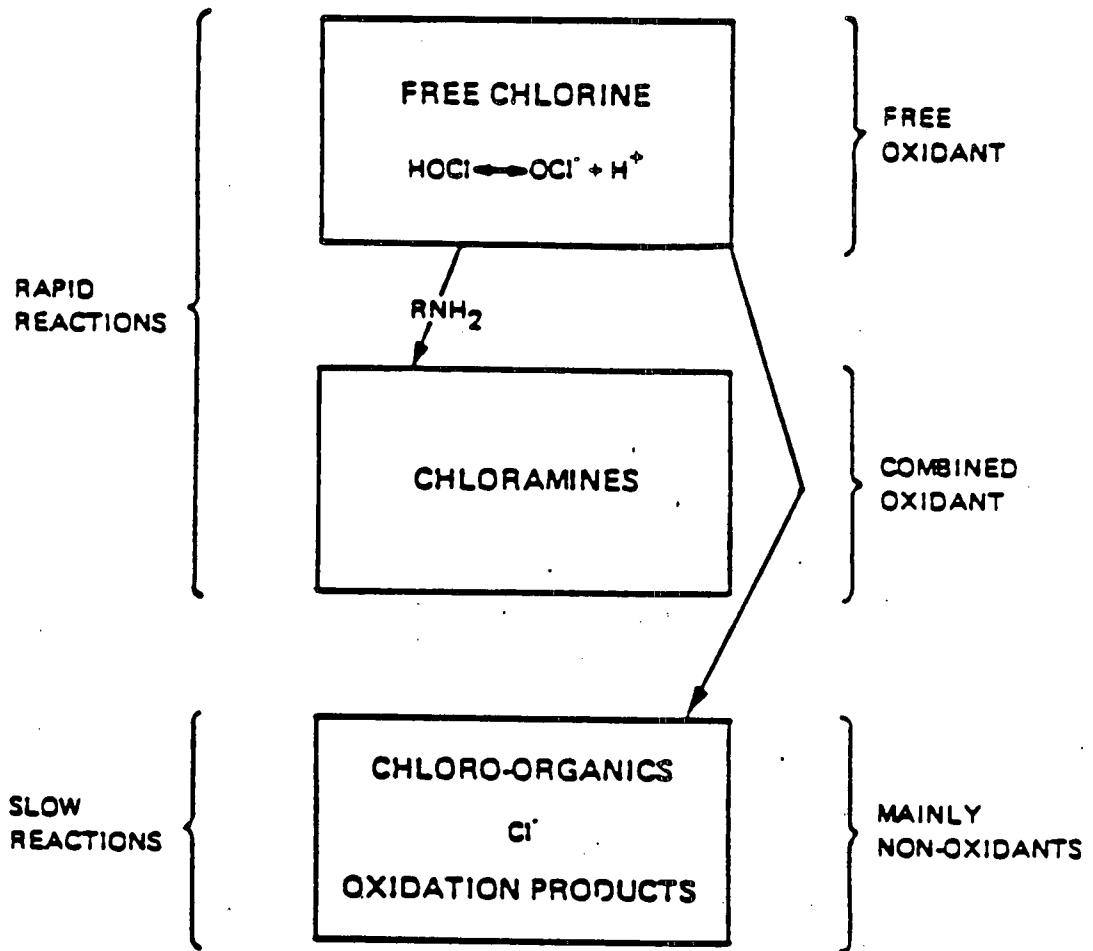 FREE CHLORINE
HOCl⟷OCl⁻ + H⁺
FREE
OXIDANT
RAPID
REACTIONS
RNH₂
CHLORAMINES
COMBINED
OXIDANT
CHLORO-ORGANICS
Cl⁻
OXIDATION PRODUCTS
SLOW
REACTIONS
MAINLY
NON-OXIDANTS